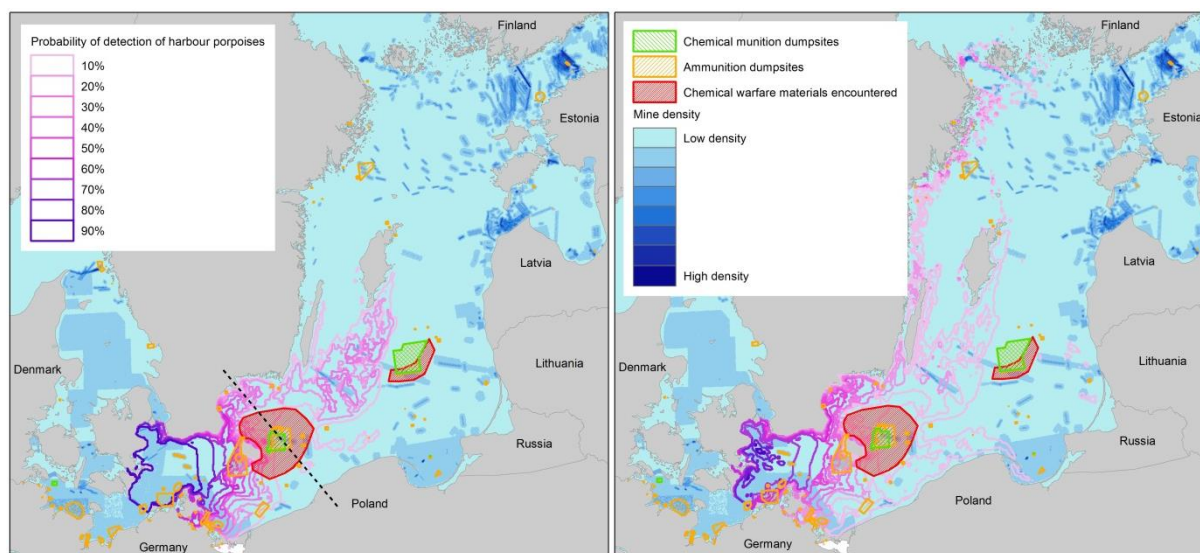 Probability of detection of harbour porpoises
10%
20%
30%
40%
60%
70%
80%
90%
Finland
Estonia
Latvia
Lithuania
Denmark
Russia
Poland
Germany
Chemical munition dumpsites
Ammunition dumpsites
Chemical warfare materials encountered
Mine density
Low density
High density
Finland
Estonia
Latvia
Lithuania
Denmark
Russia
Poland
Germany